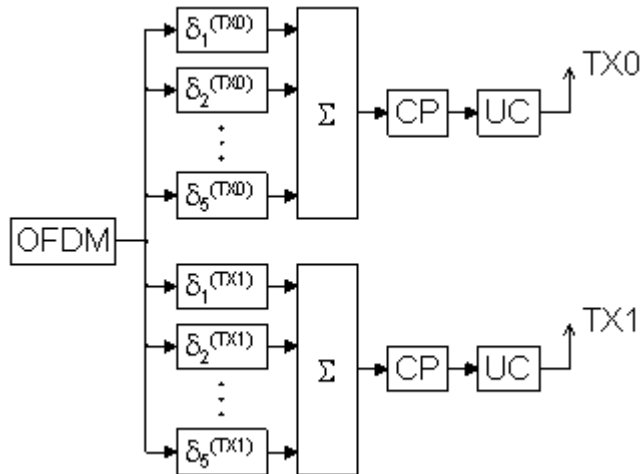 δ₁⁽ᵀˣ⁰⁾
δ₂⁽ᵀˣ⁰⁾
δ₅⁽ᵀˣ⁰⁾
Σ
CP
UC
TX0
OFDM
δ₁⁽ᵀˣ¹⁾
δ₂⁽ᵀˣ¹⁾
δ₅⁽ᵀˣ¹⁾
Σ
CP
UC
TX1